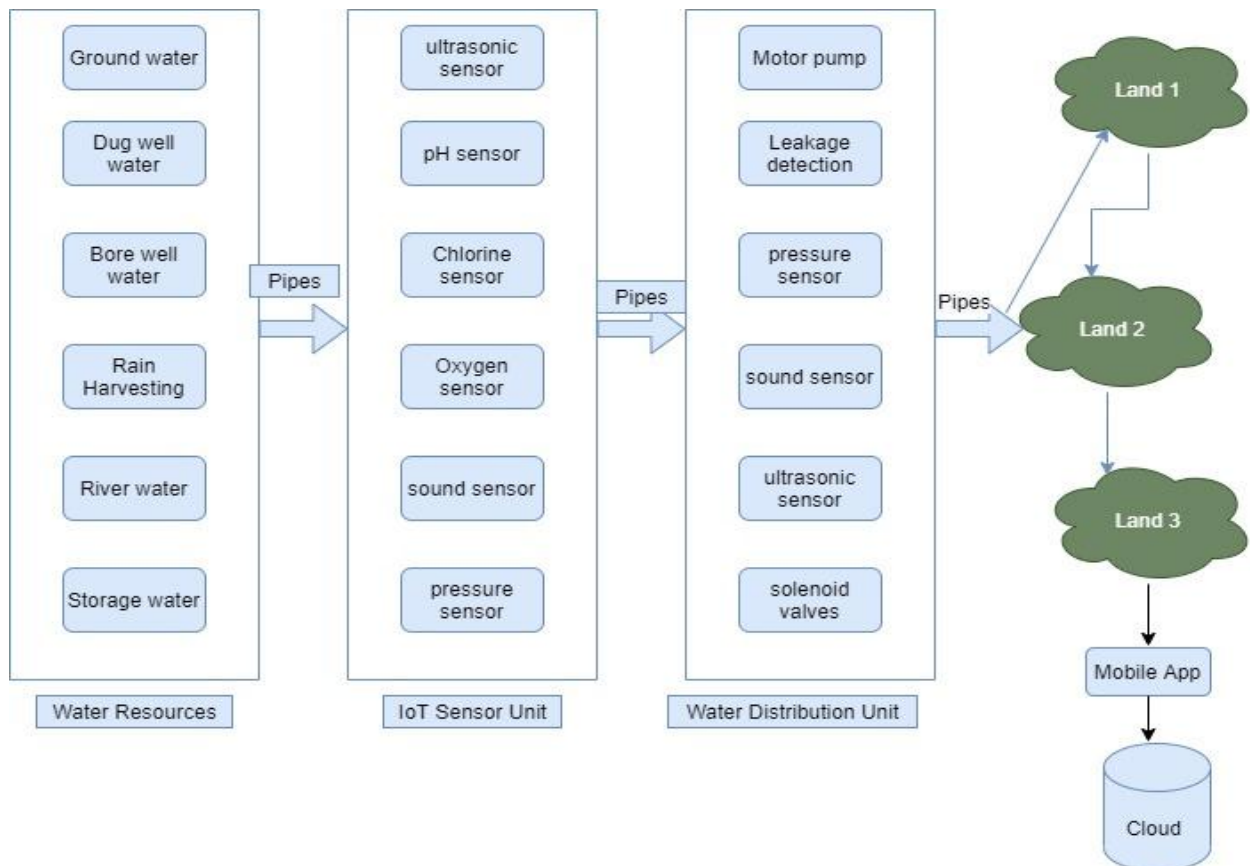 Ground water
Dug well
water
Bore well
water
Rain
Harvesting
River water
Storage water
Water Resources
Pipes
ultrasonic
sensor
pH sensor
Chlorine
sensor
Oxygen
sensor
sound sensor
pressure
sensor
IoT Sensor Unit
Pipes
Motor pump
Leakage
detection
pressure
sensor
sound sensor
ultrasonic
sensor
solenoid
valves
Water Distribution Unit
Pipes
Land 1
Land 2
Land 3
Mobile App
Cloud